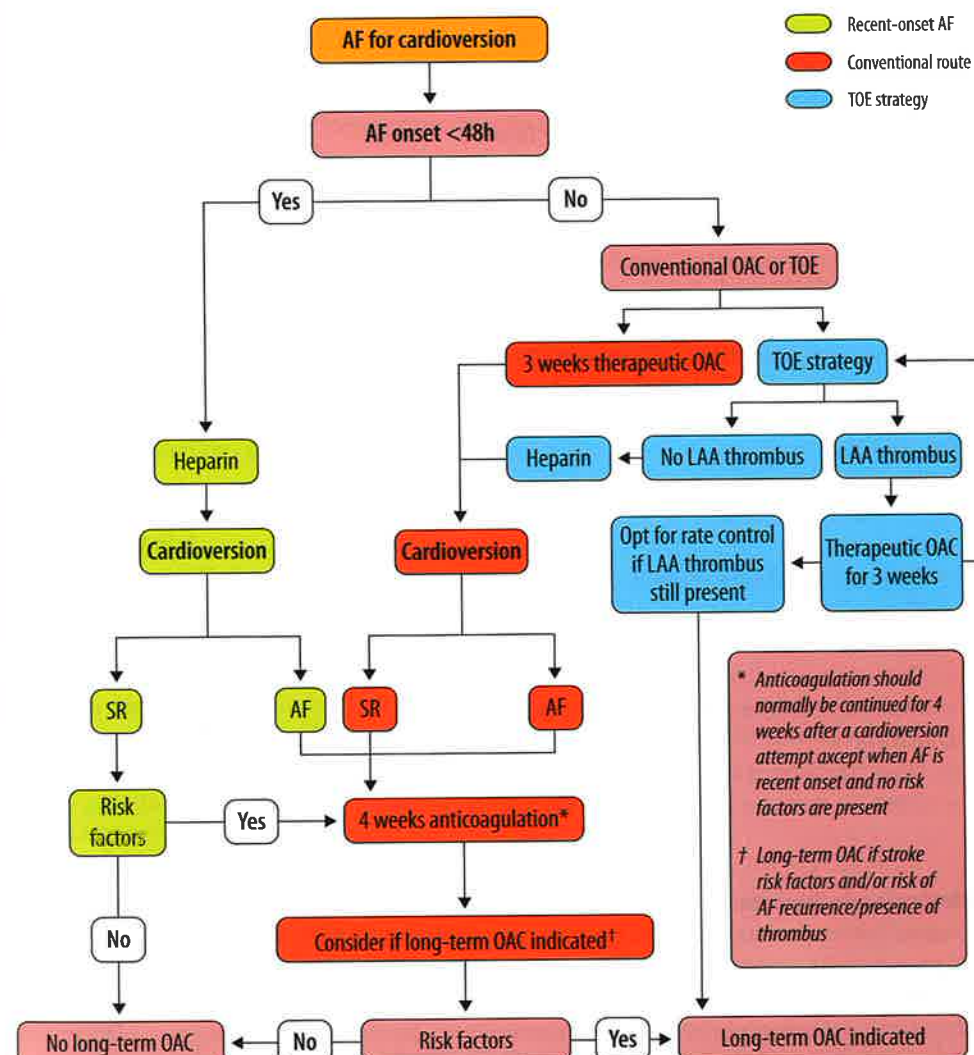 AF for cardioversion
Recent-onset AF
Conventional route
TOE strategy
AF onset <48h
Yes
No
Conventional OAC or TOE
3 weeks therapeutic OAC
TOE strategy
Heparin
Heparin
No LAA thrombus
LAA thrombus
Cardioversion
Cardioversion
Opt for rate control
if LAA thrombus
still present
Therapeutic OAC
for 3 weeks
SR
AF
SR
AF
* Anticoagulation should
normally be continued for 4
weeks after a cardioversion
attempt axcept when AF is
recent onset and no risk
factors are present
† Long-term OAC if stroke
risk factors and/or risk of
AF recurrence/presence of
thrombus
Risk
factors
Yes
4 weeks anticoagulation*
No
Consider if long-term OAC indicated†
No long-term OAC
No
Risk factors
Yes
Long-term OAC indicated